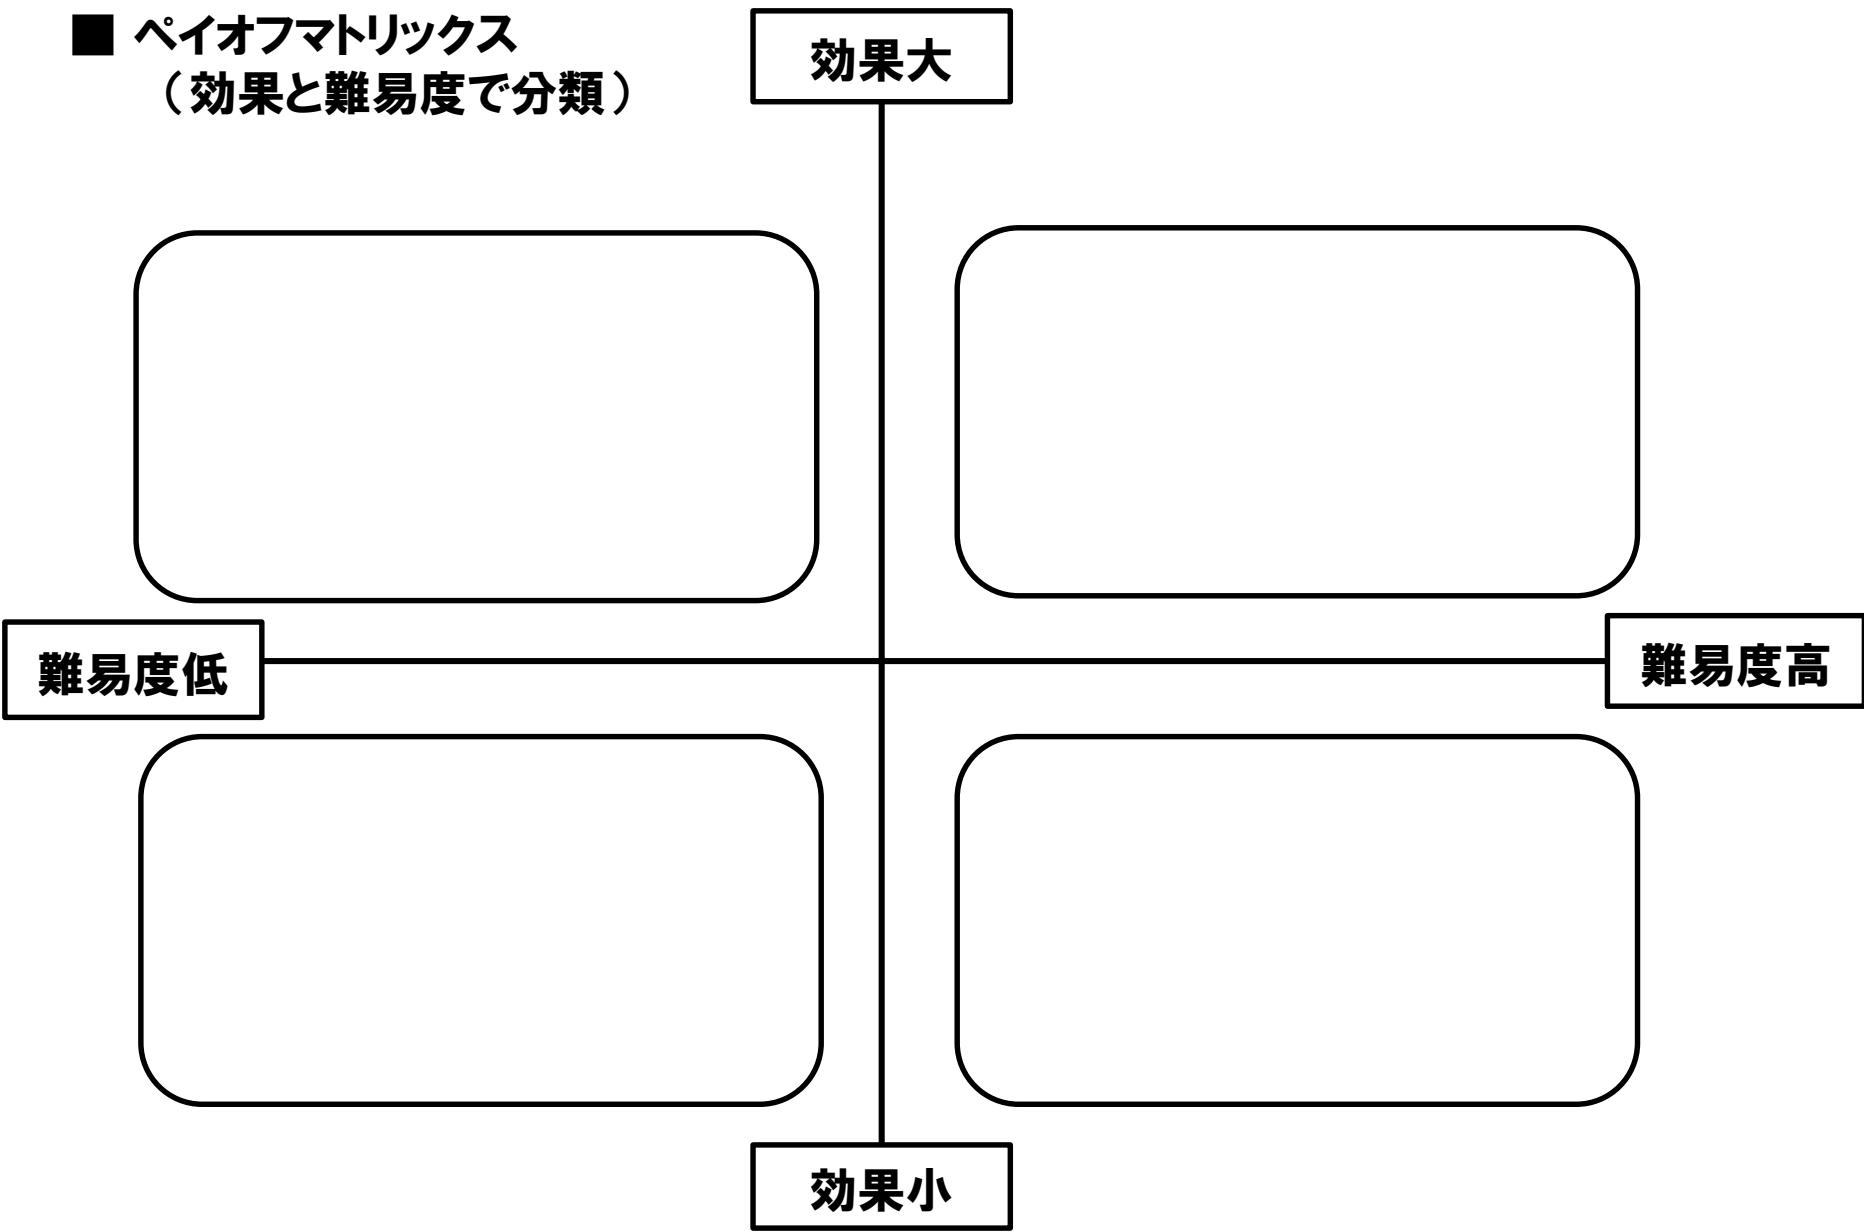 ■ ペイオフマトリックス
（効果と難易度で分類）
効果大
難易度低
難易度高
効果小